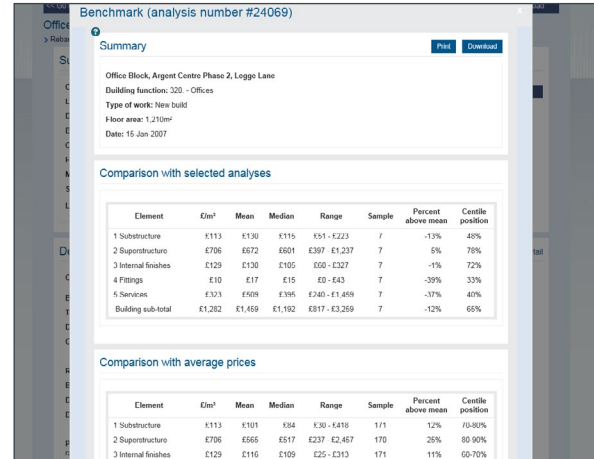 Benchmark (analysis number #24069)
x
Office
> Rebas
Su
Summary
Print Download
Office Block, Argent Centre Phase 2, Legge Lane
Building function: 320. - Offices
Type of work: New build
Floor area: 1,210m²
Date: 15 Jan 2007
Comparison with selected analyses
Element £/m² Mean Median Range Sample Percent above mean Centile position
1 Substructure £113 £130 £115 £51 - £223 7 -13% 48%
2 Superstructure £706 £672 £601 £397 - £1,237 7 5% 78%
3 Internal finishes £129 £130 £105 £60 - £327 7 -1% 72%
4 Fittings £10 £17 £15 £0 - £43 7 -39% 33%
5 Services £323 £509 £395 £240 - £1,459 7 -37% 40%
Building sub-total £1,282 £1,459 £1,192 £817 - £3,269 7 -12% 65%
De
tail
Comparison with average prices
Element £/m² Mean Median Range Sample Percent above mean Centile position
1 Substructure £113 £101 £84 £30 - £418 171 12% 70-80%
2 Superstructure £706 £565 £517 £237 - £2,467 170 25% 80-90%
3 Internal finishes £129 £116 £109 £25 - £313 171 11% 60-70%